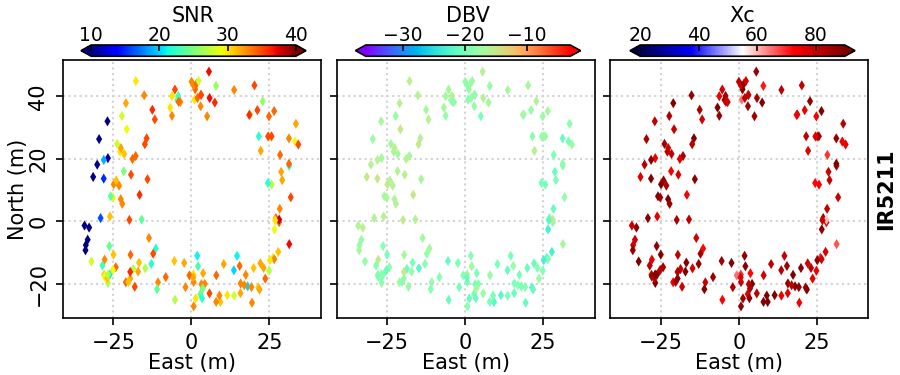 SNR DBV Xc
10 20 30 40 −30 −20 −10 20 40 60 80
40
20
0
−20
North (m)
IR5211
−25 0 25 −25 0 25 −25 0 25
East (m) East (m) East (m)